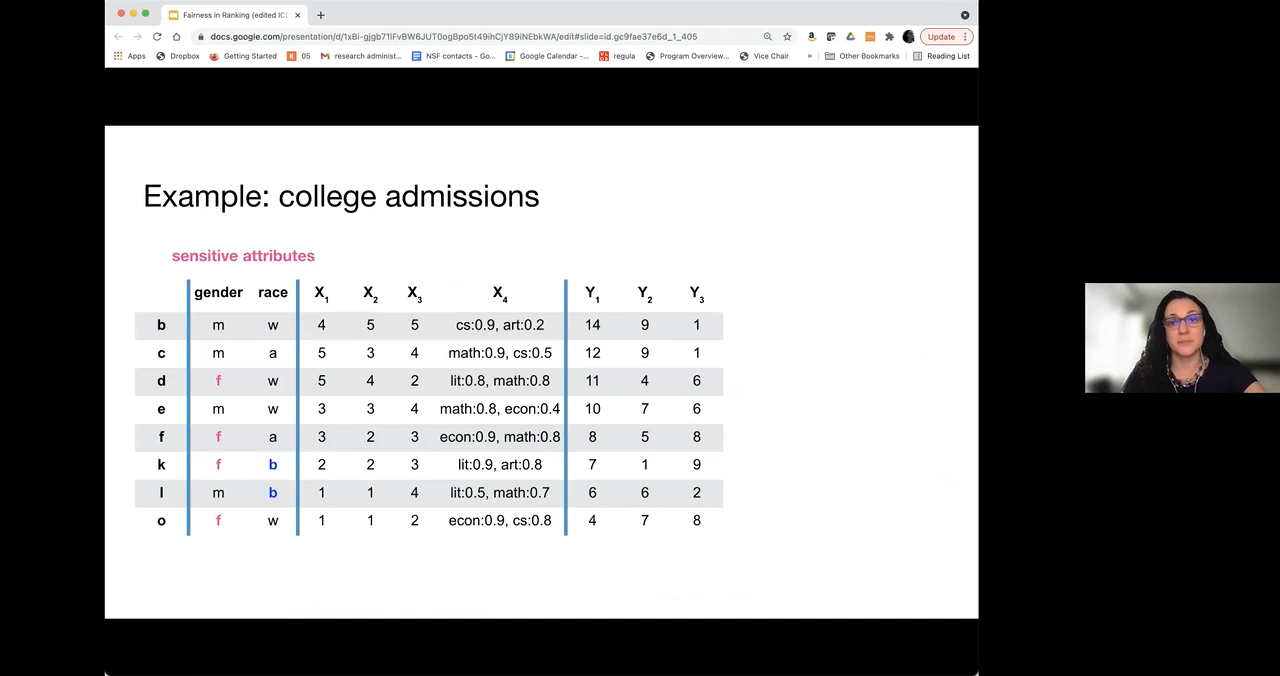 Fairness in Ranking (edited IC
docs.google.com/presentation/d/1xBi-gjgb71lFvBW6JUT0ogBpo5t49ihCjY89iNEbkWA/edit#slide=id.gc9fae37e6d_1_405
Update
Apps Dropbox Getting Started 05 research administ... NSF contacts - Go... Google Calendar -... regula Program Overview... Vice Chair » Other Bookmarks Reading List
Example: college admissions
sensitive attributes
gender race X1 X2 X3 X4 Y1 Y2 Y3
b m w 4 5 5 cs:0.9, art:0.2 14 9 1
c m a 5 3 4 math:0.9, cs:0.5 12 9 1
d f w 5 4 2 lit:0.8, math:0.8 11 4 6
e m w 3 3 4 math:0.8, econ:0.4 10 7 6
f f a 3 2 3 econ:0.9, math:0.8 8 5 8
k f b 2 2 3 lit:0.9, art:0.8 7 1 9
l m b 1 1 4 lit:0.5, math:0.7 6 6 2
o f w 1 1 2 econ:0.9, cs:0.8 4 7 8